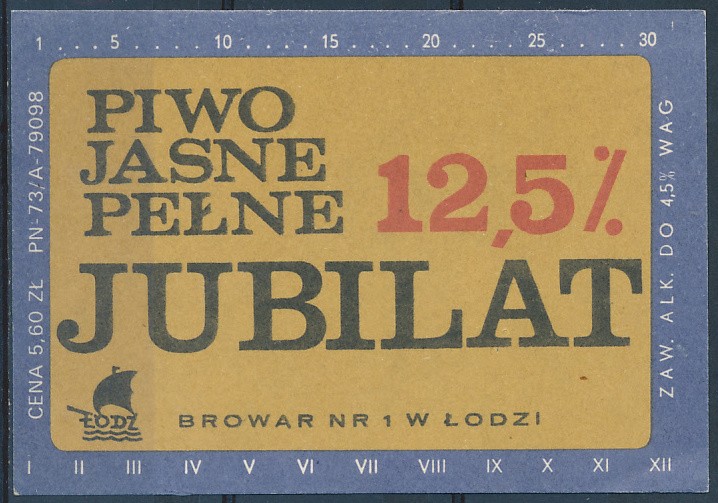 1 . . . 5 . . . . 10 . . . . 15 . . . . 20 . . . . 25 . . . . 30
CENA 5,60 ZŁ PN-73/A-79098
PIWO
JASNE
PEŁNE
12,5%
JUBILAT
ŁÓDŹ
BROWAR NR 1 W ŁODZI
ZAW. ALK. DO 4,5% WAG
I II III IV V VI VII VIII IX X XI XII